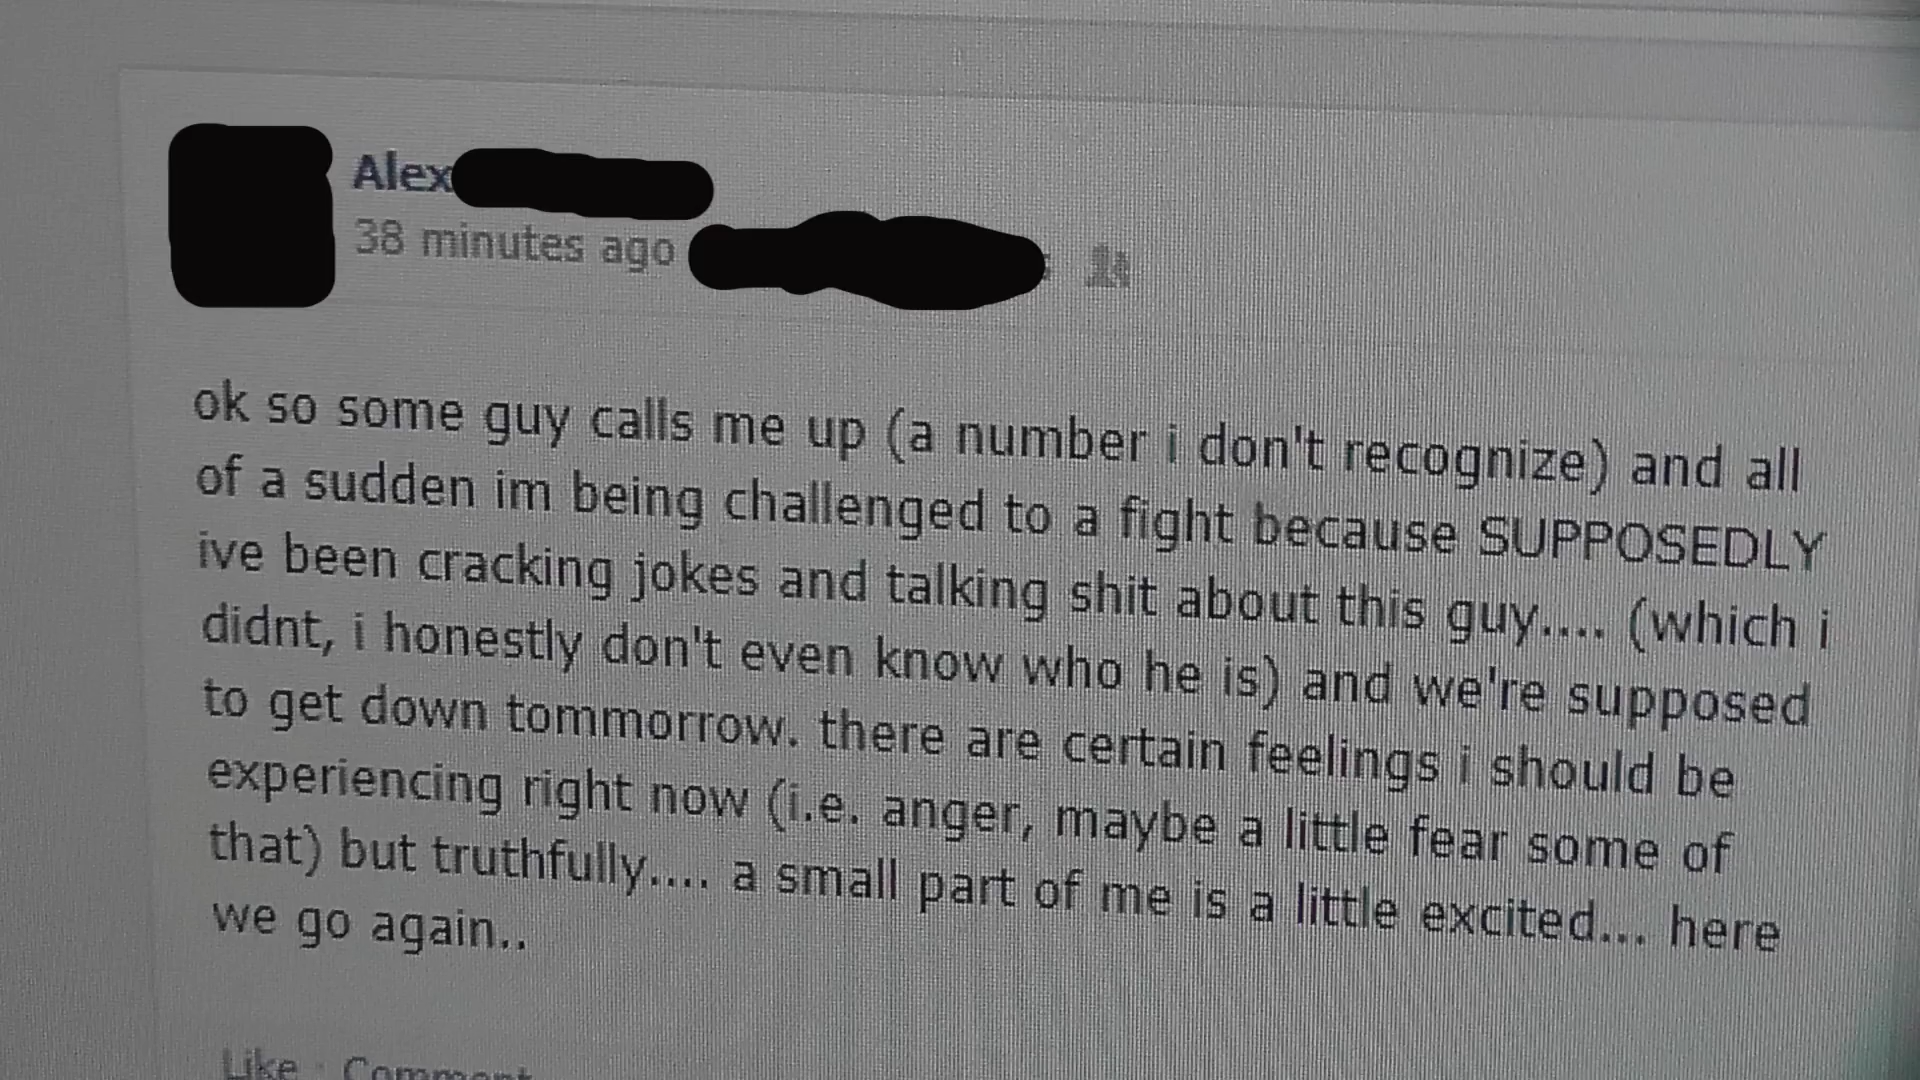 Alex
38 minutes ago
ok so some guy calls me up (a number i don't recognize) and all
of a sudden im being challenged to a fight because SUPPOSEDLY
ive been cracking jokes and talking shit about this guy.... (which i
didnt, i honestly don't even know who he is) and we're supposed
to get down tommorrow. there are certain feelings i should be
experiencing right now (i.e. anger, maybe a little fear some of
that) but truthfully.... a small part of me is a little excited... here
we go again..
Like · Comment